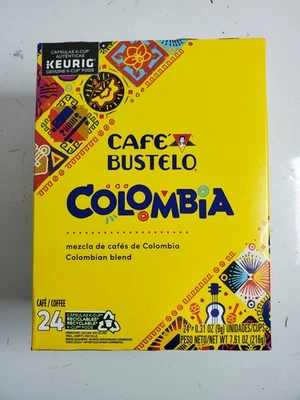 CÁPSULAS K-CUP®
AUTÉNTICAS
KEURIG®
GENUINE K-CUP® PODS
CAFÉ
BUSTELO®
COLOMBIA
mezcla de cafés de Colombia
Colombian blend
CAFÉ / COFFEE
24
CÁPSULAS K-CUP®
RECICLABLES*
RECYCLABLE*
K-CUP® PODS
24 - 0.31 OZ (9g) UNIDADES/CUPS
PESO NETO/NET WT 7.61 OZ (216g)